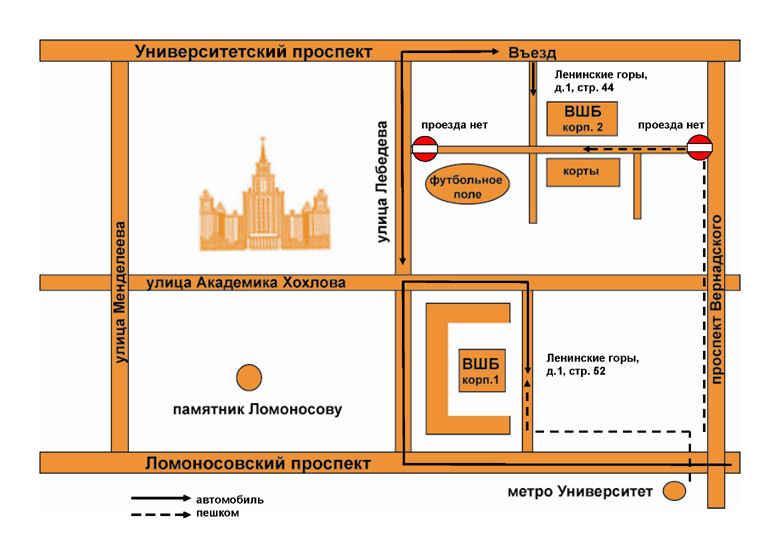 Университетский проспект
Въезд
Ленинские горы,
д.1, стр. 44
ВШБ
корп. 2
проезда нет
проезда нет
улица Лебедева
футбольное
поле
корты
улица Менделеева
проспект Вернадского
улица Академика Хохлова
Ленинские горы,
д.1, стр. 52
ВШБ
корп.1
памятник Ломоносову
Ломоносовский проспект
метро Университет
автомобиль
пешком